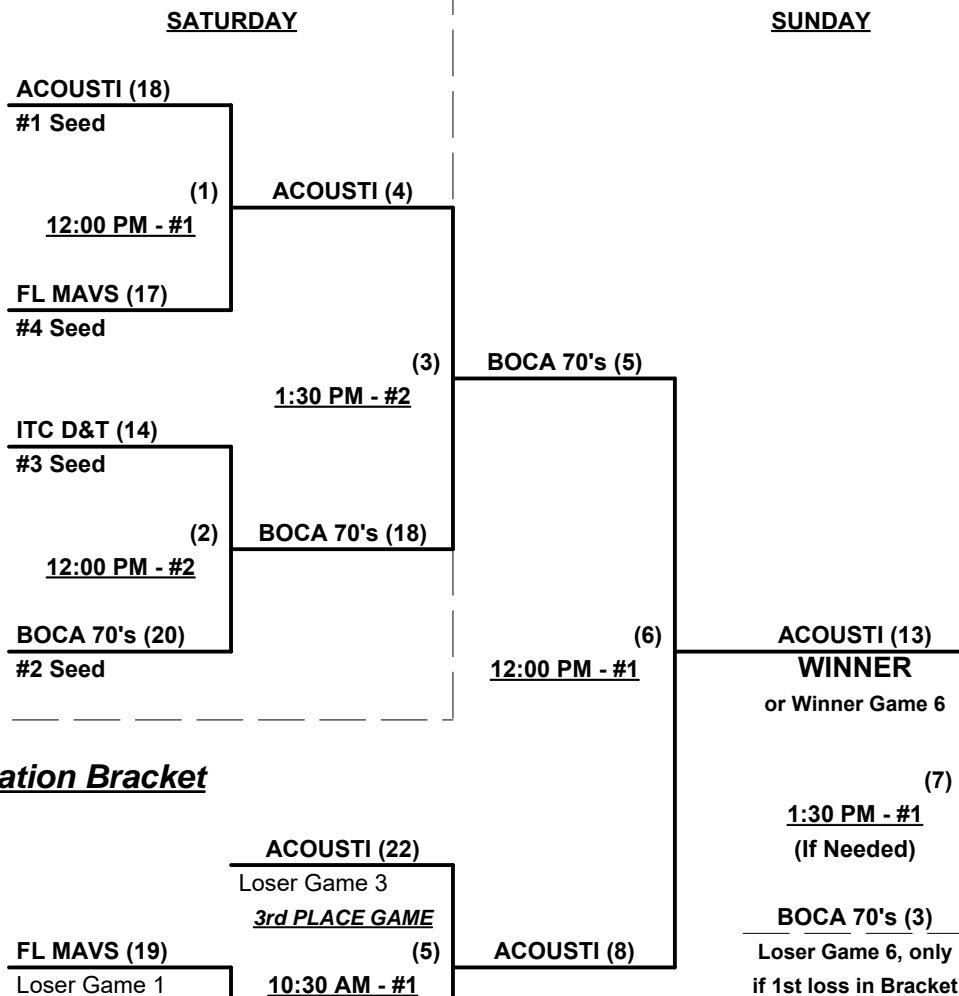 SATURDAY
SUNDAY
ACOUSTI (18)
#1 Seed
(1)
ACOUSTI (4)
12:00 PM - #1
FL MAVS (17)
#4 Seed
(3)
BOCA 70's (5)
1:30 PM - #2
ITC D&T (14)
#3 Seed
(2)
BOCA 70's (18)
12:00 PM - #2
BOCA 70's (20)
#2 Seed
(6)
ACOUSTI (13)
12:00 PM - #1
WINNER
or Winner Game 6
ation Bracket
(7)
1:30 PM - #1
(If Needed)
ACOUSTI (22)
Loser Game 3
3rd PLACE GAME
BOCA 70's (3)
FL MAVS (19)
(5)
ACOUSTI (8)
Loser Game 6, only
Loser Game 1
10:30 AM - #1
if 1st loss in Bracket